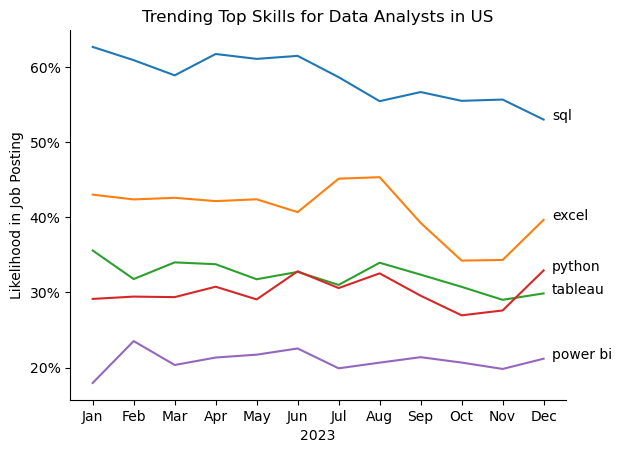 Trending Top Skills for Data Analysts in US
Likelihood in Job Posting
60%
50%
40%
30%
20%
sql
excel
python
tableau
power bi
Jan Feb Mar Apr May Jun Jul Aug Sep Oct Nov Dec
2023